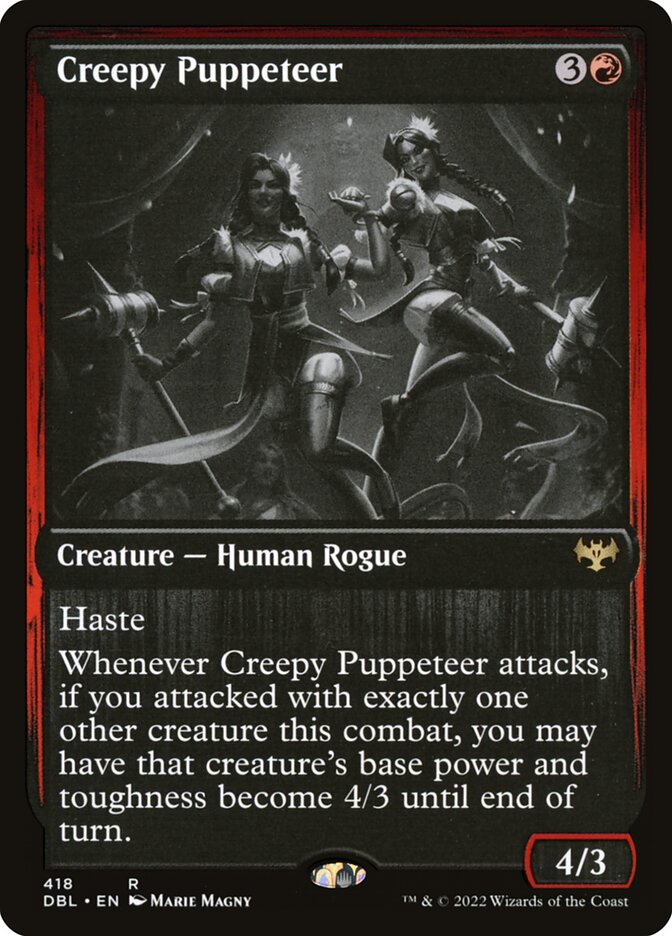 Creepy Puppeteer 3
Creature — Human Rogue
Haste
Whenever Creepy Puppeteer attacks,
if you attacked with exactly one
other creature this combat, you may
have that creature's base power and
toughness become 4/3 until end of
turn.
4/3
418 R
DBL • EN Marie Magny ™ & © 2022 Wizards of the Coast